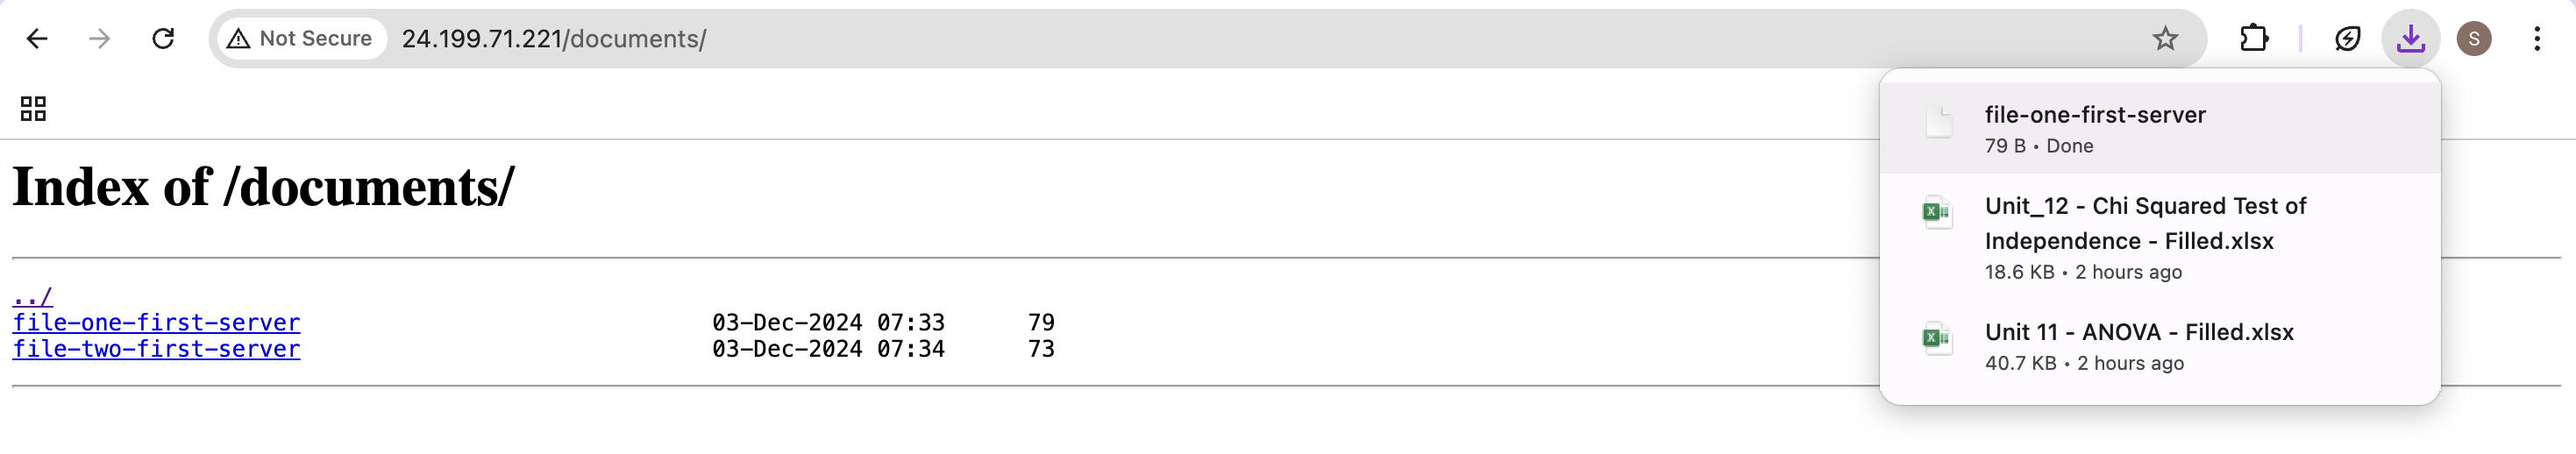 Not Secure 24.199.71.221/documents/
S
Index of /documents/
../
file-one-first-server 03-Dec-2024 07:33 79
file-two-first-server 03-Dec-2024 07:34 73
file-one-first-server
79 B • Done
Unit_12 - Chi Squared Test of
Independence - Filled.xlsx
18.6 KB • 2 hours ago
Unit 11 - ANOVA - Filled.xlsx
40.7 KB • 2 hours ago